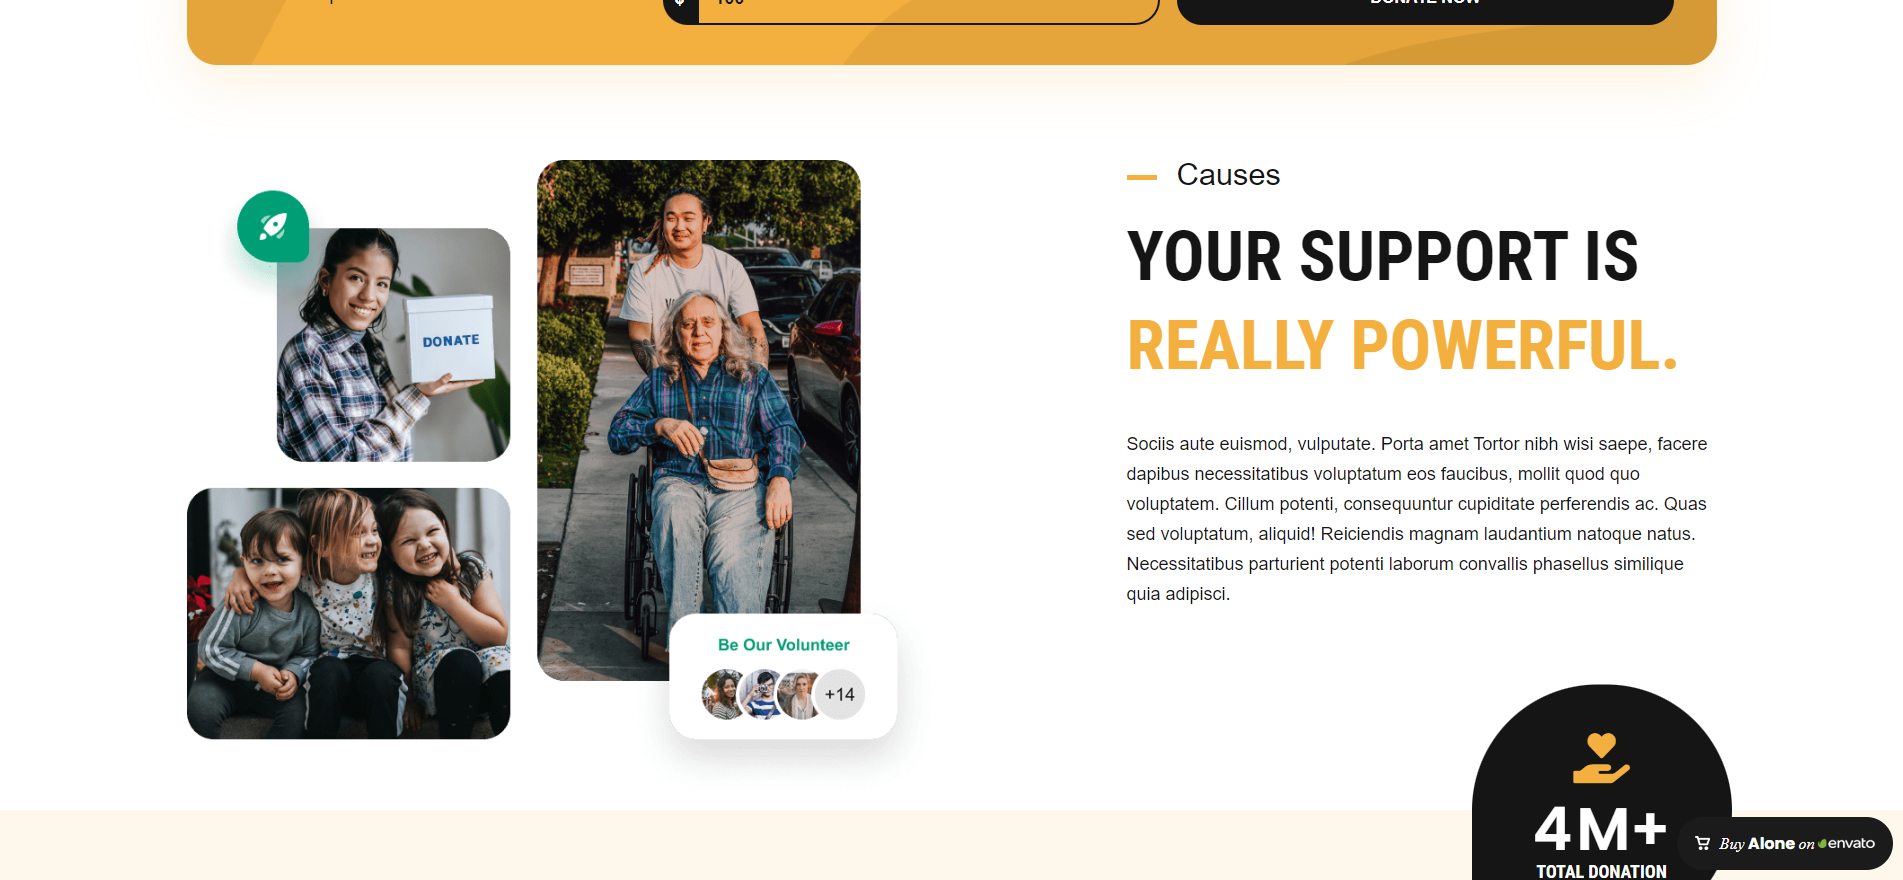 100
DONATE NOW
Causes
YOUR SUPPORT IS
REALLY POWERFUL.
DONATE
Sociis aute euismod, vulputate. Porta amet Tortor nibh wisi saepe, facere
dapibus necessitatibus voluptatum eos faucibus, mollit quod quo
voluptatem. Cillum potenti, consequuntur cupiditate perferendis ac. Quas
sed voluptatum, aliquid! Reiciendis magnam laudantium natoque natus.
Necessitatibus parturient potenti laborum convallis phasellus similique
quia adipisci.
Be Our Volunteer
+14
4M+
TOTAL DONATION
Buy Alone on envato